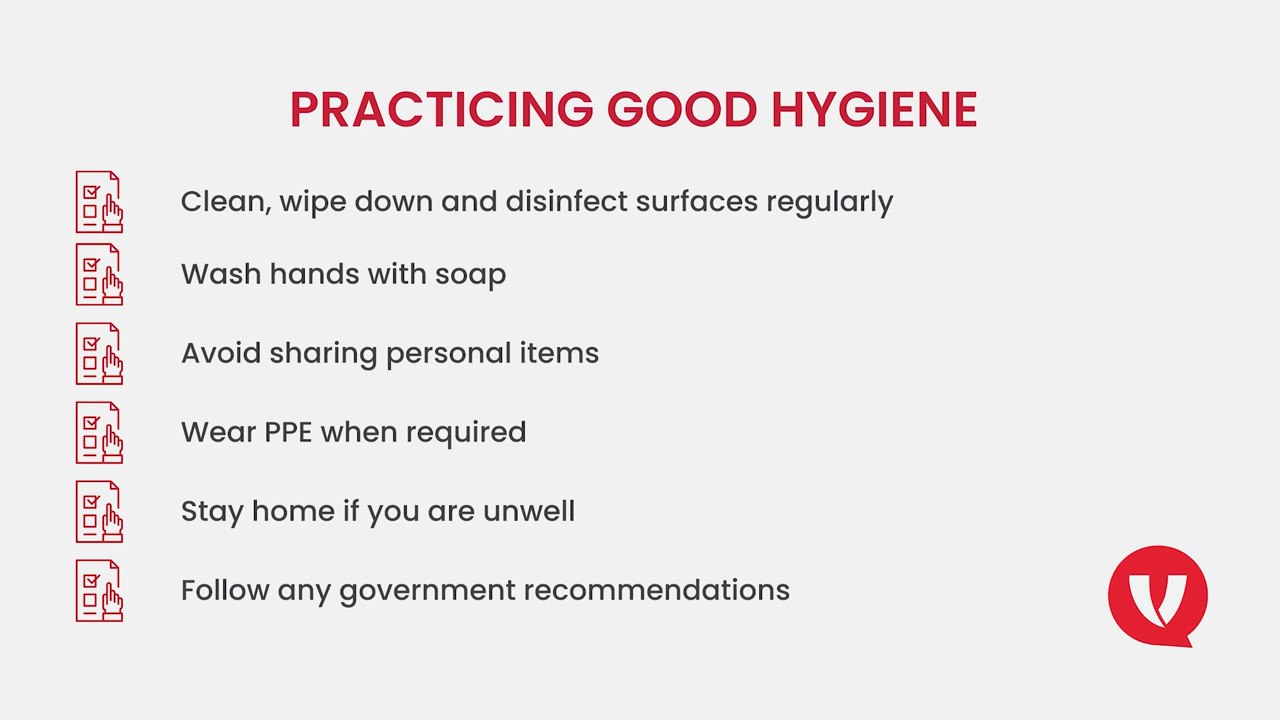 PRACTICING GOOD HYGIENE
Clean, wipe down and disinfect surfaces regularly
Wash hands with soap
Avoid sharing personal items
Wear PPE when required
Stay home if you are unwell
Follow any government recommendations